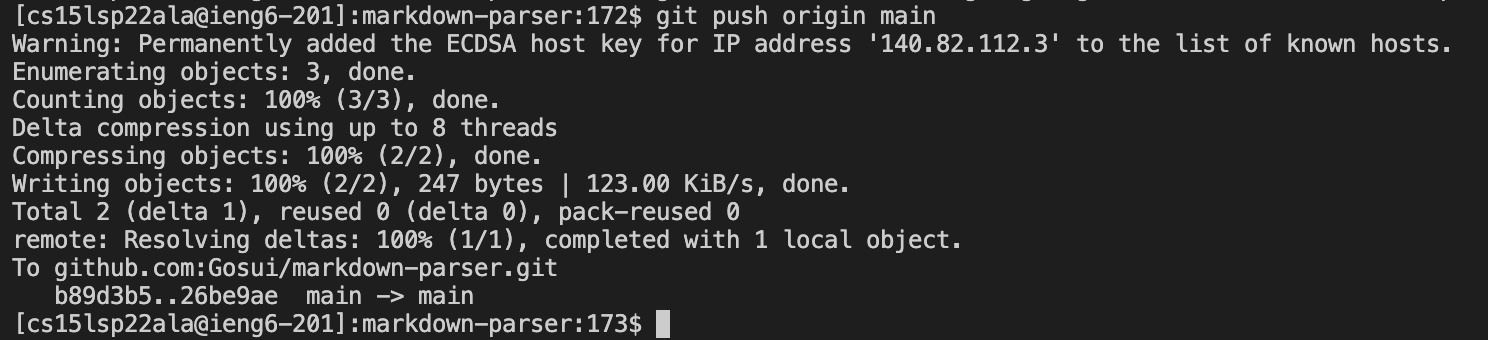 [cs15lsp22ala@ieng6-201]:markdown-parser:172$ git push origin main
Warning: Permanently added the ECDSA host key for IP address '140.82.112.3' to the list of known hosts.
Enumerating objects: 3, done.
Counting objects: 100% (3/3), done.
Delta compression using up to 8 threads
Compressing objects: 100% (2/2), done.
Writing objects: 100% (2/2), 247 bytes | 123.00 KiB/s, done.
Total 2 (delta 1), reused 0 (delta 0), pack-reused 0
remote: Resolving deltas: 100% (1/1), completed with 1 local object.
To github.com:Gosui/markdown-parser.git
   b89d3b5..26be9ae  main -> main
[cs15lsp22ala@ieng6-201]:markdown-parser:173$